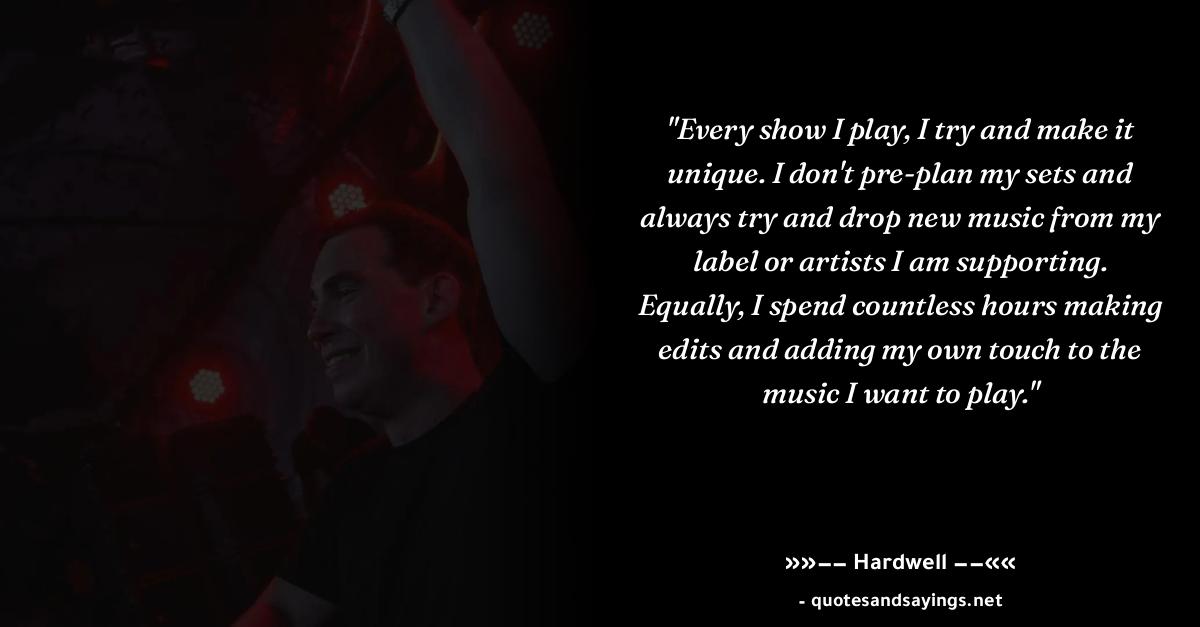 "Every show I play, I try and make it
unique. I don't pre-plan my sets and
always try and drop new music from my
label or artists I am supporting.
Equally, I spend countless hours making
edits and adding my own touch to the
music I want to play."
»»–– Hardwell ––««
- quotesandsayings.net